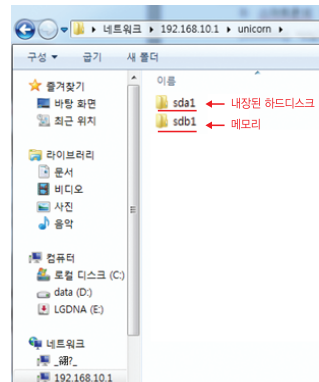 네트워크 ▸ 192.168.10.1 ▸ unicorn ▸
구성 ▼ 굽기 새 폴더
이름
sda1 ← 내장된 하드디스크
sdb1 ← 메모리
즐겨찾기
바탕 화면
최근 위치
라이브러리
문서
비디오
사진
음악
컴퓨터
로컬 디스크 (C:)
data (D:)
LGDNA (E:)
네트워크
192.168.10.1